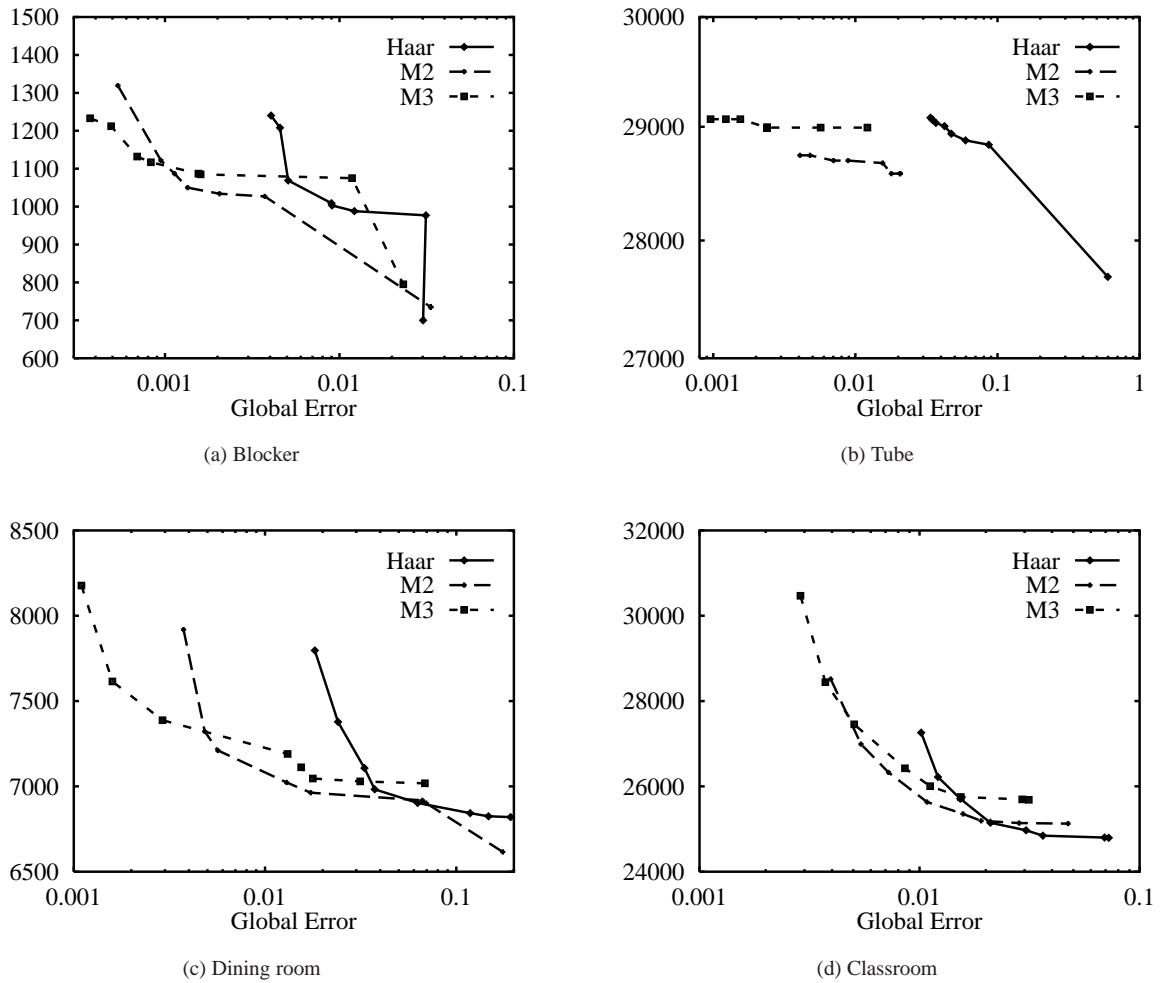 1500
1400
1300
1200
1100
1000
900
800
700
600
0.001 0.01 0.1
Global Error
Haar
M2
M3
(a) Blocker
30000
29000
28000
27000
0.001 0.01 0.1 1
Global Error
Haar
M2
M3
(b) Tube
8500
8000
7500
7000
6500
0.001 0.01 0.1
Global Error
Haar
M2
M3
(c) Dining room
32000
30000
28000
26000
24000
0.001 0.01 0.1
Global Error
Haar
M2
M3
(d) Classroom